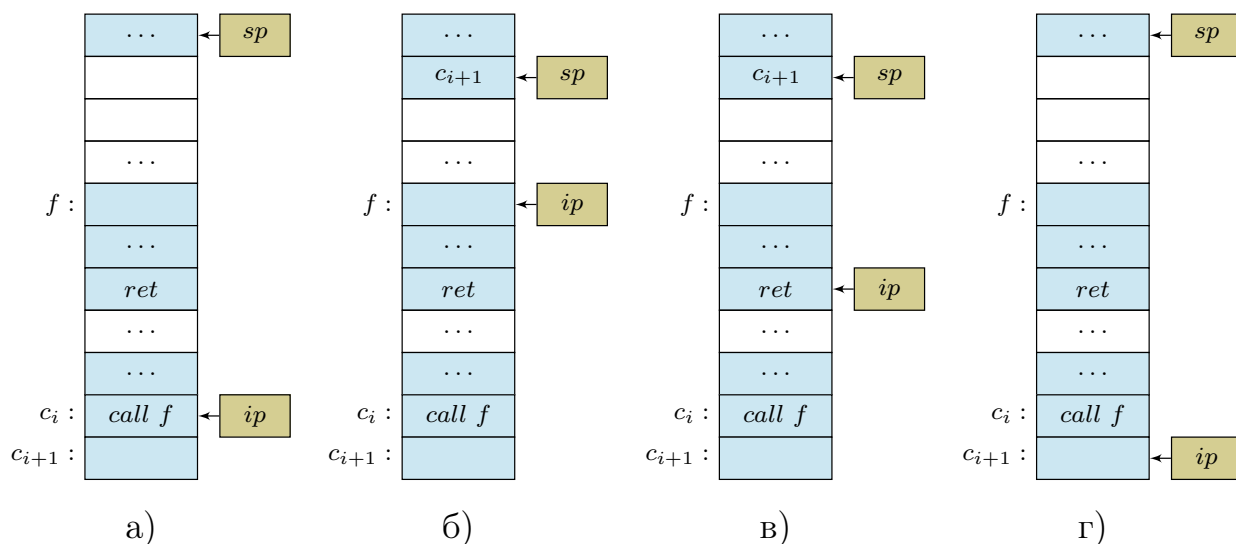 ... sp ... ... ... sp
c_{i+1} sp c_{i+1} sp
... ... ... ...
f : f : ip f : f :
... ... ... ...
ret ret ret ip ret
... ... ... ...
... ... ... ...
c_i : call f ip c_i : call f c_i : call f c_i : call f
c_{i+1} : c_{i+1} : c_{i+1} : c_{i+1} : ip
а) б) в) г)